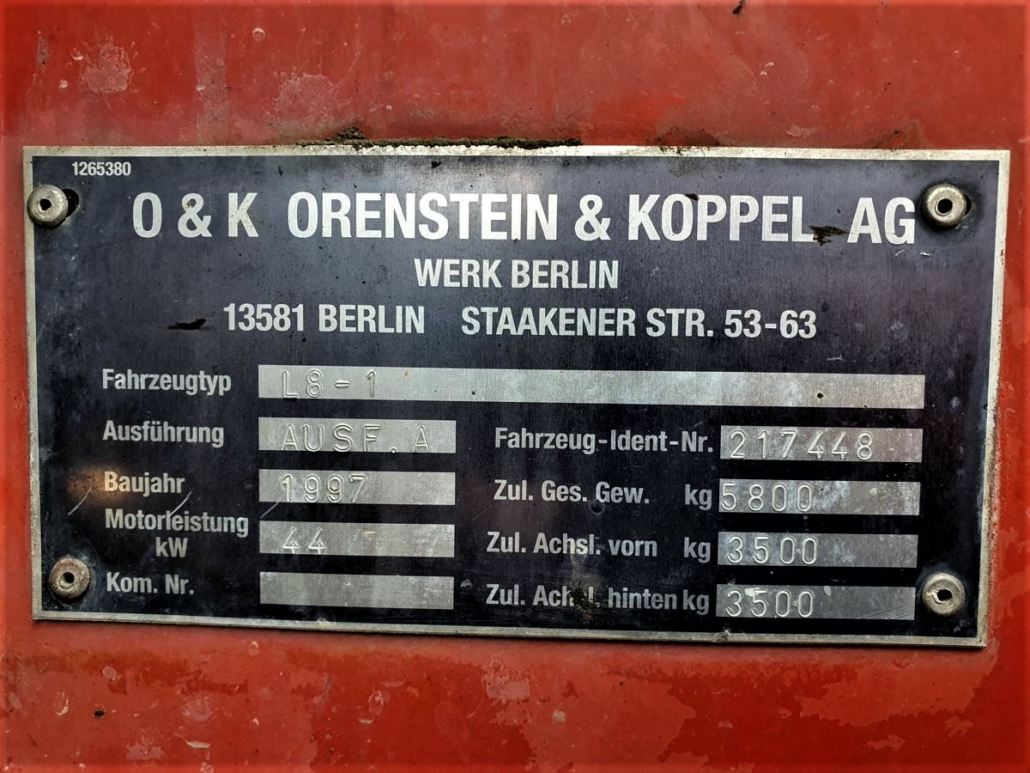 1265380
O & K ORENSTEIN & KOPPEL AG
WERK BERLIN
13581 BERLIN STAAKENER STR. 53-63
Fahrzeugtyp L8-1
Ausführung AUSF.A Fahrzeug-Ident-Nr. 217448
Baujahr 1997 Zul. Ges. Gew. kg 5800
Motorleistung kW 44 Zul. Achsl. vorn kg 3500
Kom. Nr. Zul. Achsl. hinten kg 3500